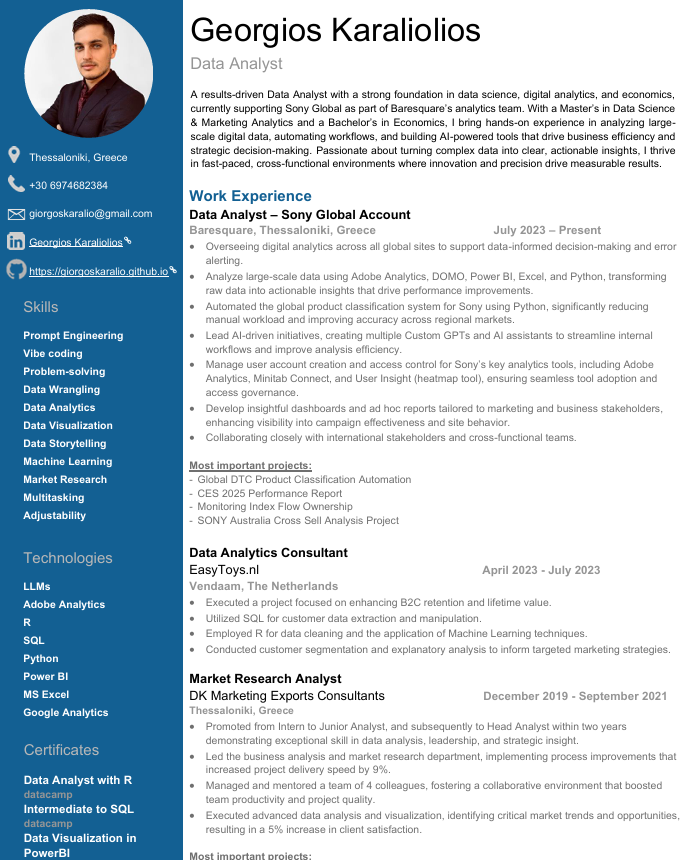 Georgios Karaliolios
Data Analyst
A results-driven Data Analyst with a strong foundation in data science, digital analytics, and economics,
currently supporting Sony Global as part of Baresquare's analytics team. With a Master's in Data Science
& Marketing Analytics and a Bachelor's in Economics, I bring hands-on experience in analyzing large-
scale digital data, automating workflows, and building AI-powered tools that drive business efficiency and
strategic decision-making. Passionate about turning complex data into clear, actionable insights, I thrive
in fast-paced, cross-functional environments where innovation and precision drive measurable results.
Thessaloniki, Greece
+30 6974682384
giorgoskaralio@gmail.com
Georgios Karaliolios
https://giorgoskaralio.github.io
Skills
Prompt Engineering
Vibe coding
Problem-solving
Data Wrangling
Data Analytics
Data Visualization
Data Storytelling
Machine Learning
Market Research
Multitasking
Adjustability
Technologies
LLMs
Adobe Analytics
R
SQL
Python
Power BI
MS Excel
Google Analytics
Certificates
Data Analyst with R
datacamp
Intermediate to SQL
datacamp
Data Visualization in
PowerBI
Work Experience
Data Analyst – Sony Global Account
Baresquare, Thessaloniki, Greece July 2023 – Present
• Overseeing digital analytics across all global sites to support data-informed decision-making and error
alerting.
• Analyze large-scale data using Adobe Analytics, DOMO, Power BI, Excel, and Python, transforming
raw data into actionable insights that drive performance improvements.
• Automated the global product classification system for Sony using Python, significantly reducing
manual workload and improving accuracy across regional markets.
• Lead AI-driven initiatives, creating multiple Custom GPTs and AI assistants to streamline internal
workflows and improve analysis efficiency.
• Manage user account creation and access control for Sony's key analytics tools, including Adobe
Analytics, Minitab Connect, and User Insight (heatmap tool), ensuring seamless tool adoption and
access governance.
• Develop insightful dashboards and ad hoc reports tailored to marketing and business stakeholders,
enhancing visibility into campaign effectiveness and site behavior.
• Collaborating closely with international stakeholders and cross-functional teams.
Most important projects:
- Global DTC Product Classification Automation
- CES 2025 Performance Report
- Monitoring Index Flow Ownership
- SONY Australia Cross Sell Analysis Project
Data Analytics Consultant
EasyToys.nl April 2023 - July 2023
Vendaam, The Netherlands
• Executed a project focused on enhancing B2C retention and lifetime value.
• Utilized SQL for customer data extraction and manipulation.
• Employed R for data cleaning and the application of Machine Learning techniques.
• Conducted customer segmentation and explanatory analysis to inform targeted marketing strategies.
Market Research Analyst
DK Marketing Exports Consultants December 2019 - September 2021
Thessaloniki, Greece
• Promoted from Intern to Junior Analyst, and subsequently to Head Analyst within two years
demonstrating exceptional skill in data analysis, leadership, and strategic insight.
• Led the business analysis and market research department, implementing process improvements that
increased project delivery speed by 9%.
• Managed and mentored a team of 4 colleagues, fostering a collaborative environment that boosted
team productivity and project quality.
• Executed advanced data analysis and visualization, identifying critical market trends and opportunities,
resulting in a 5% increase in client satisfaction.
Most important projects: